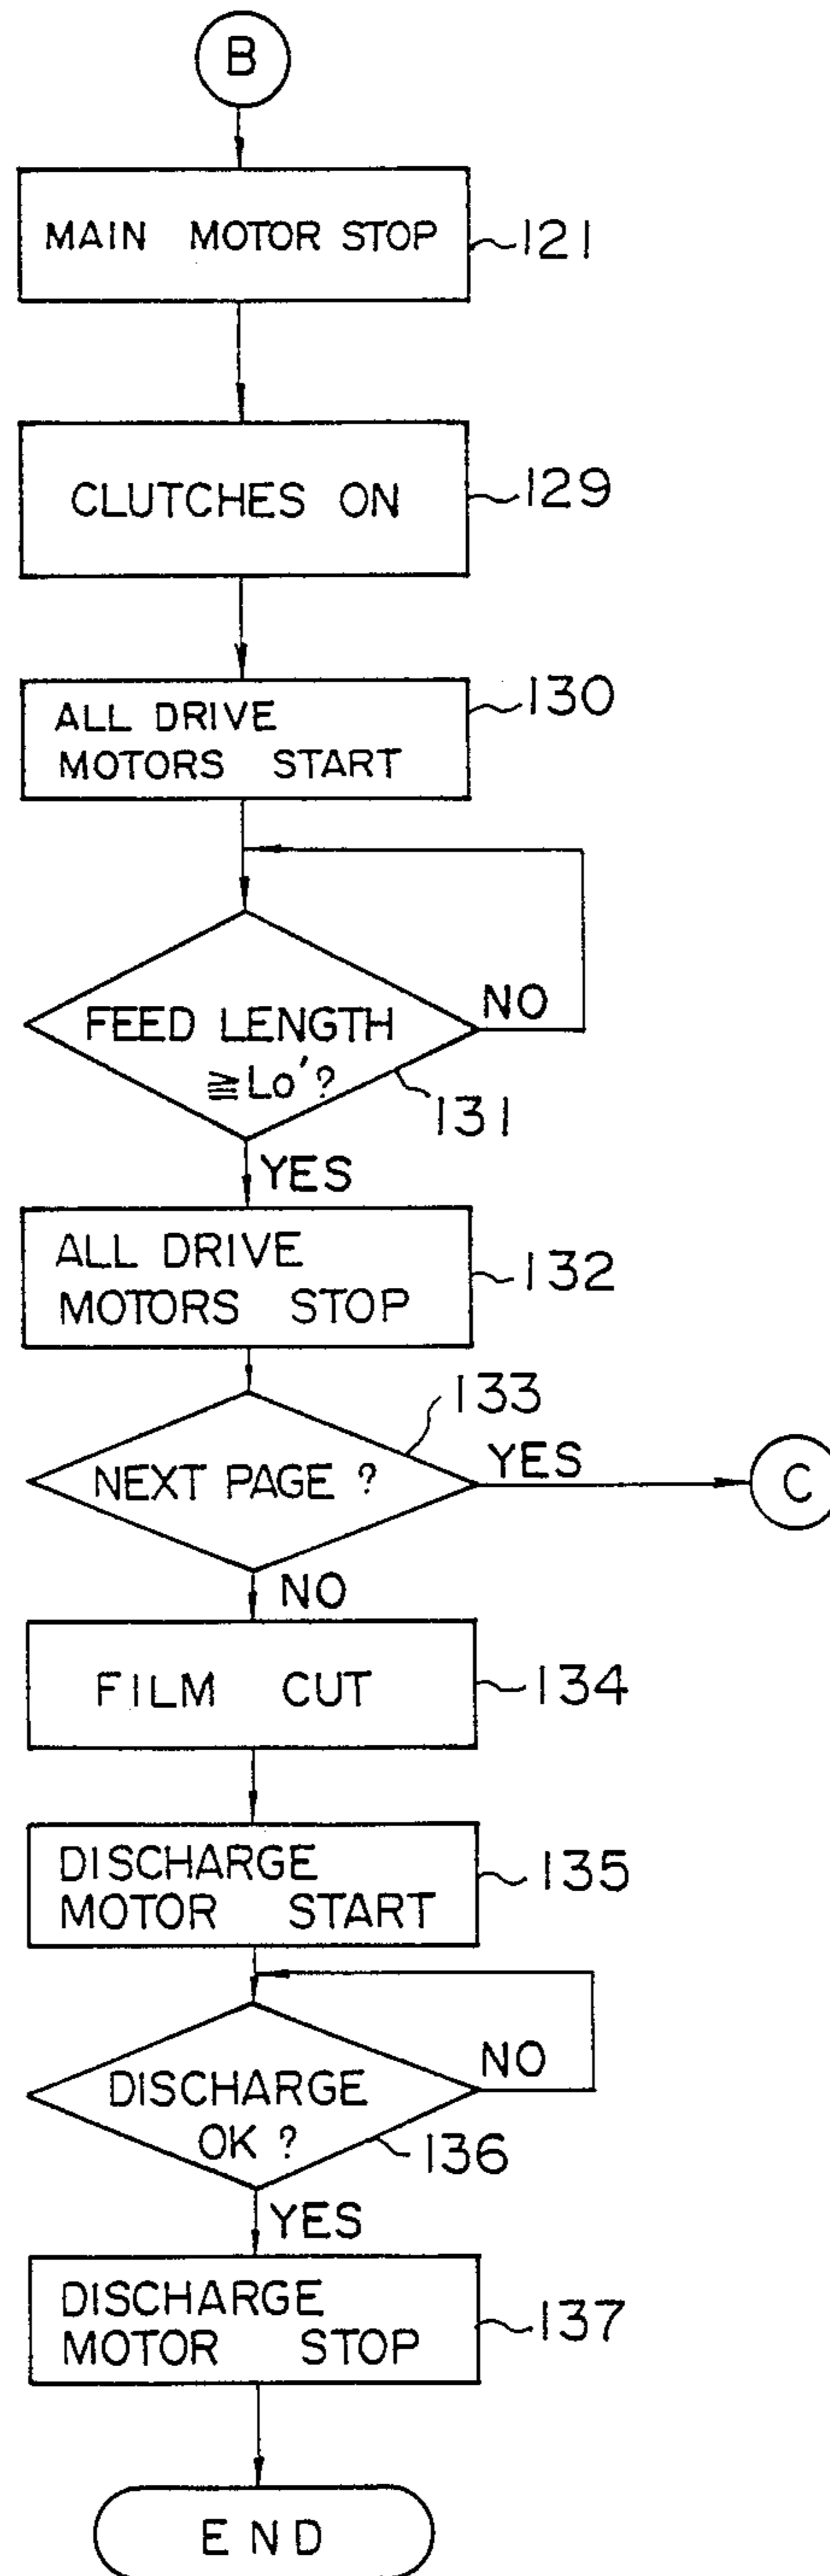 B
MAIN MOTOR STOP
121
CLUTCHES ON
129
ALL DRIVE
MOTORS START
130
NO
FEED LENGTH
≧Lo'?
131
YES
ALL DRIVE
MOTORS STOP
132
133
NEXT PAGE ?
YES
C
NO
FILM CUT
134
DISCHARGE
MOTOR START
135
NO
DISCHARGE
OK ?
136
YES
DISCHARGE
MOTOR STOP
137
END